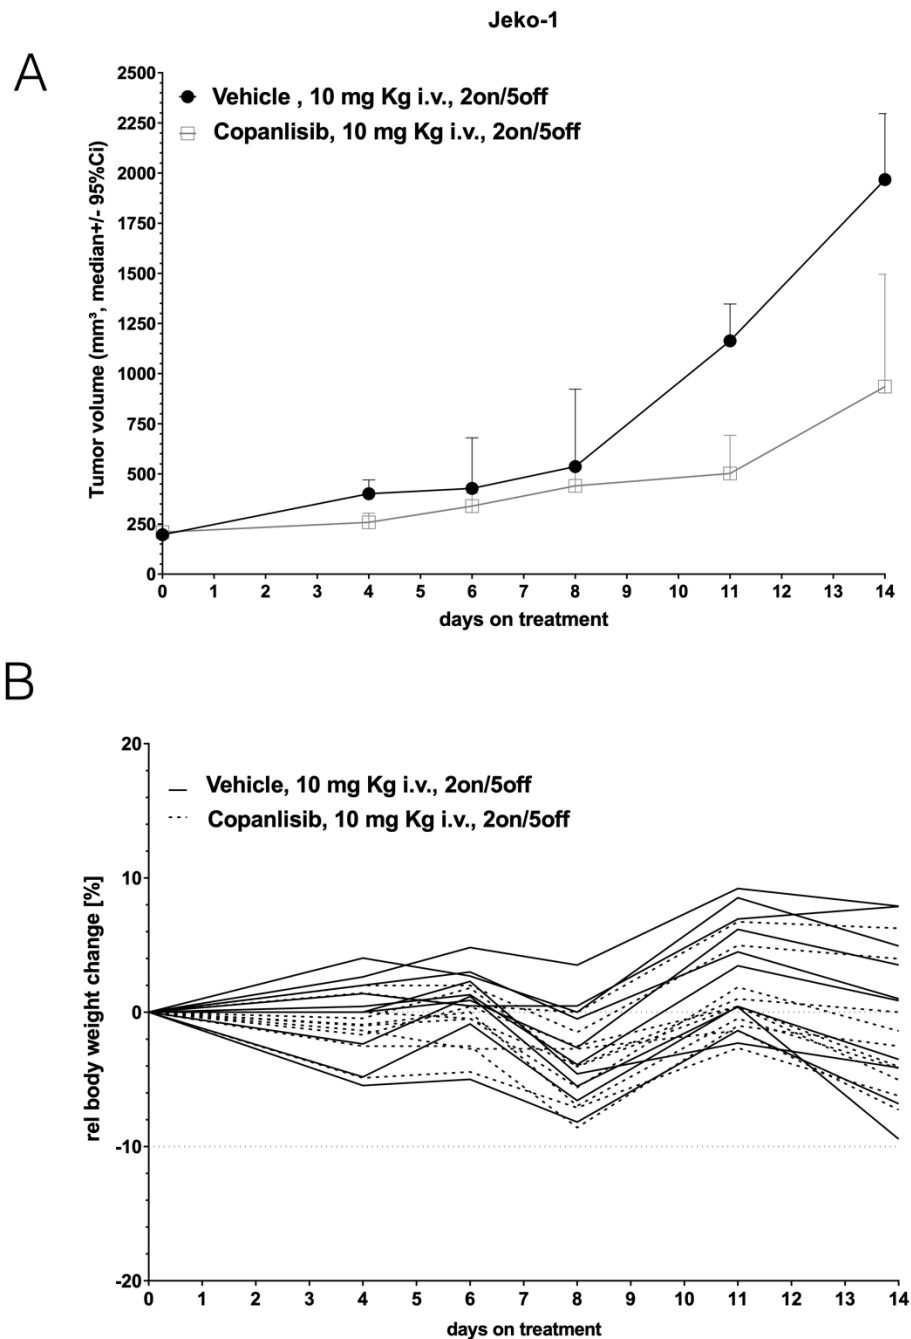 Jeko-1
A
Vehicle , 10 mg Kg i.v., 2on/5off
Copanlisib, 10 mg Kg i.v., 2on/5off
Tumor volume (mm³, median+/- 95%Ci)
2500
2250
2000
1750
1500
1250
1000
750
500
250
0
0 1 2 3 4 5 6 7 8 9 10 11 12 13 14
days on treatment
B
Vehicle, 10 mg Kg i.v., 2on/5off
Copanlisib, 10 mg Kg i.v., 2on/5off
rel body weight change [%]
20
10
0
-10
-20
0 1 2 3 4 5 6 7 8 9 10 11 12 13 14
days on treatment